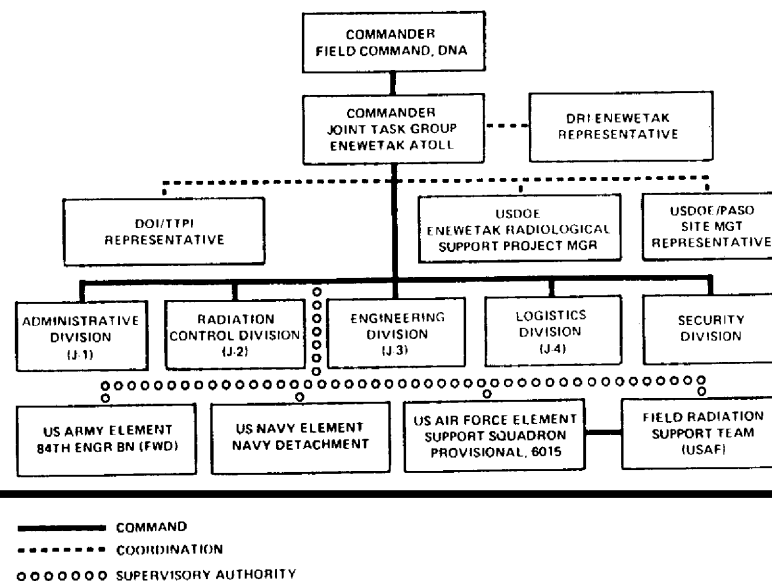 COMMANDER
FIELD COMMAND, DNA
COMMANDER
JOINT TASK GROUP
ENEWETAK ATOLL
DRI ENEWETAK
REPRESENTATIVE
DOI/TTPI
REPRESENTATIVE
USDOE
ENEWETAK RADIOLOGICAL
SUPPORT PROJECT MGR
USDOE/PASO
SITE MGT
REPRESENTATIVE
ADMINISTRATIVE
DIVISION
(J-1)
RADIATION
CONTROL DIVISION
(J-2)
ENGINEERING
DIVISION
(J-3)
LOGISTICS
DIVISION
(J-4)
SECURITY
DIVISION
US ARMY ELEMENT
84TH ENGR BN (FWD)
US NAVY ELEMENT
NAVY DETACHMENT
US AIR FORCE ELEMENT
SUPPORT SQUADRON
PROVISIONAL, 6015
FIELD RADIATION
SUPPORT TEAM
(USAF)
COMMAND
COORDINATION
SUPERVISORY AUTHORITY